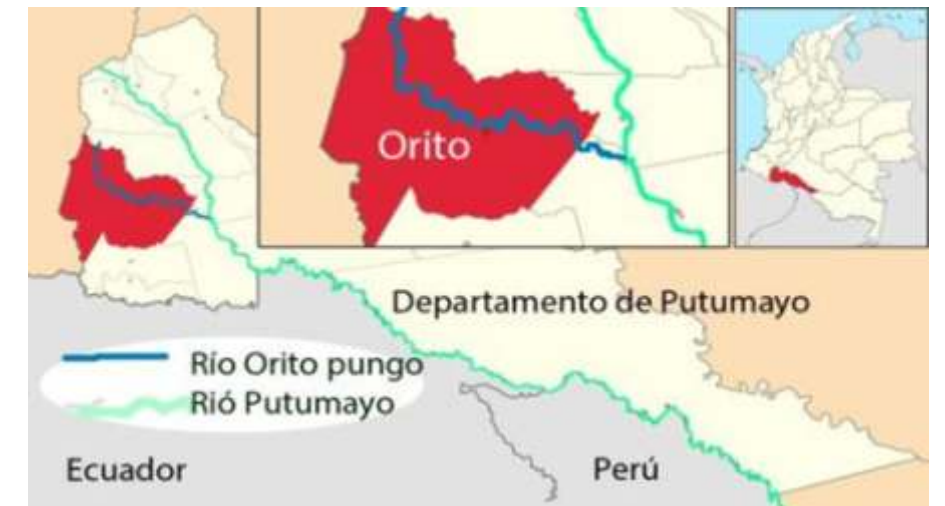 Orito
Departamento de Putumayo
Río Orito pungo
Rió Putumayo
Ecuador
Perú